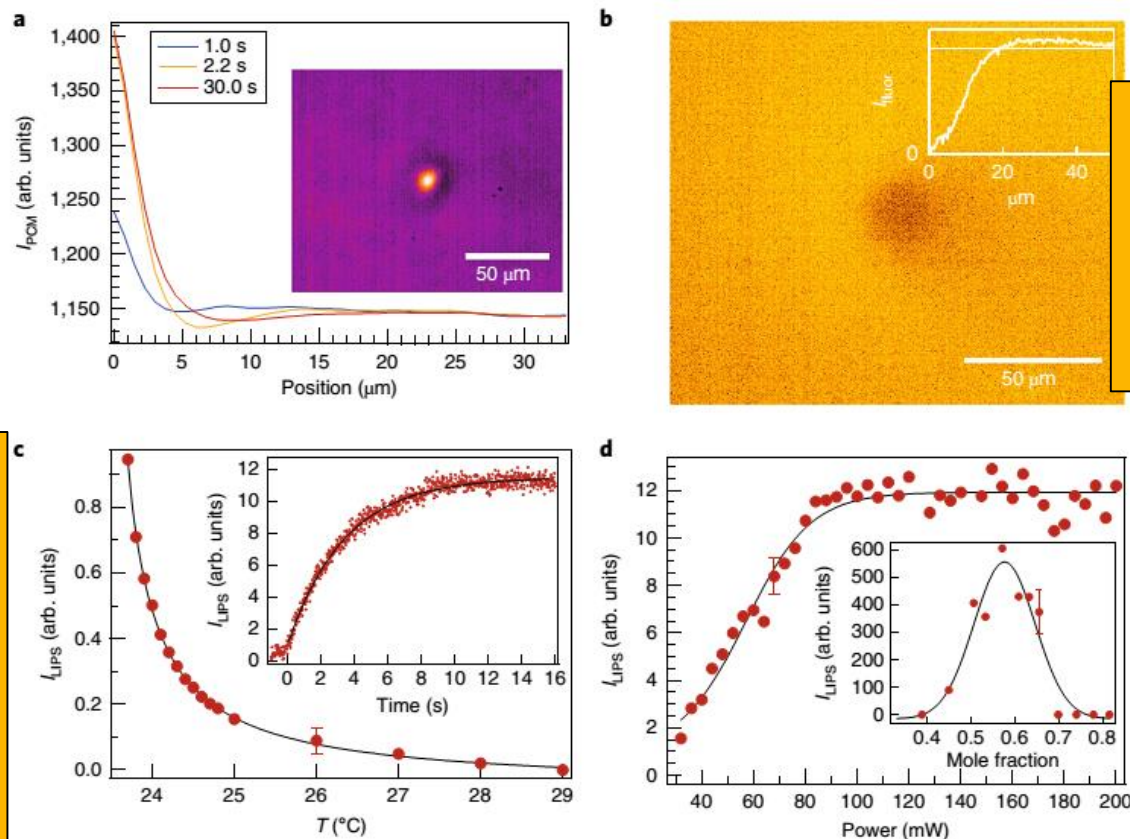 a
1,400
1,350
1,300
1,250
1,200
1,150
I_PCM (arb. units)
1.0 s
2.2 s
30.0 s
50 μm
0 5 10 15 20 25 30
Position (μm)
b
I_fluor.
0
0 20 40
μm
50 μm
c
0.8
0.6
0.4
0.2
0.0
I_LIPS (arb. units)
12
10
8
6
4
2
0
I_LIPS (arb. units)
0 2 4 6 8 10 12 14 16
Time (s)
24 25 26 27 28 29
T (°C)
d
12
10
8
6
4
2
0
I_LIPS (arb. units)
600
500
400
300
200
100
0
I_LIPS (arb. units)
0.4 0.5 0.6 0.7 0.8
Mole fraction
40 60 80 100 120 140 160 180 200
Power (mW)